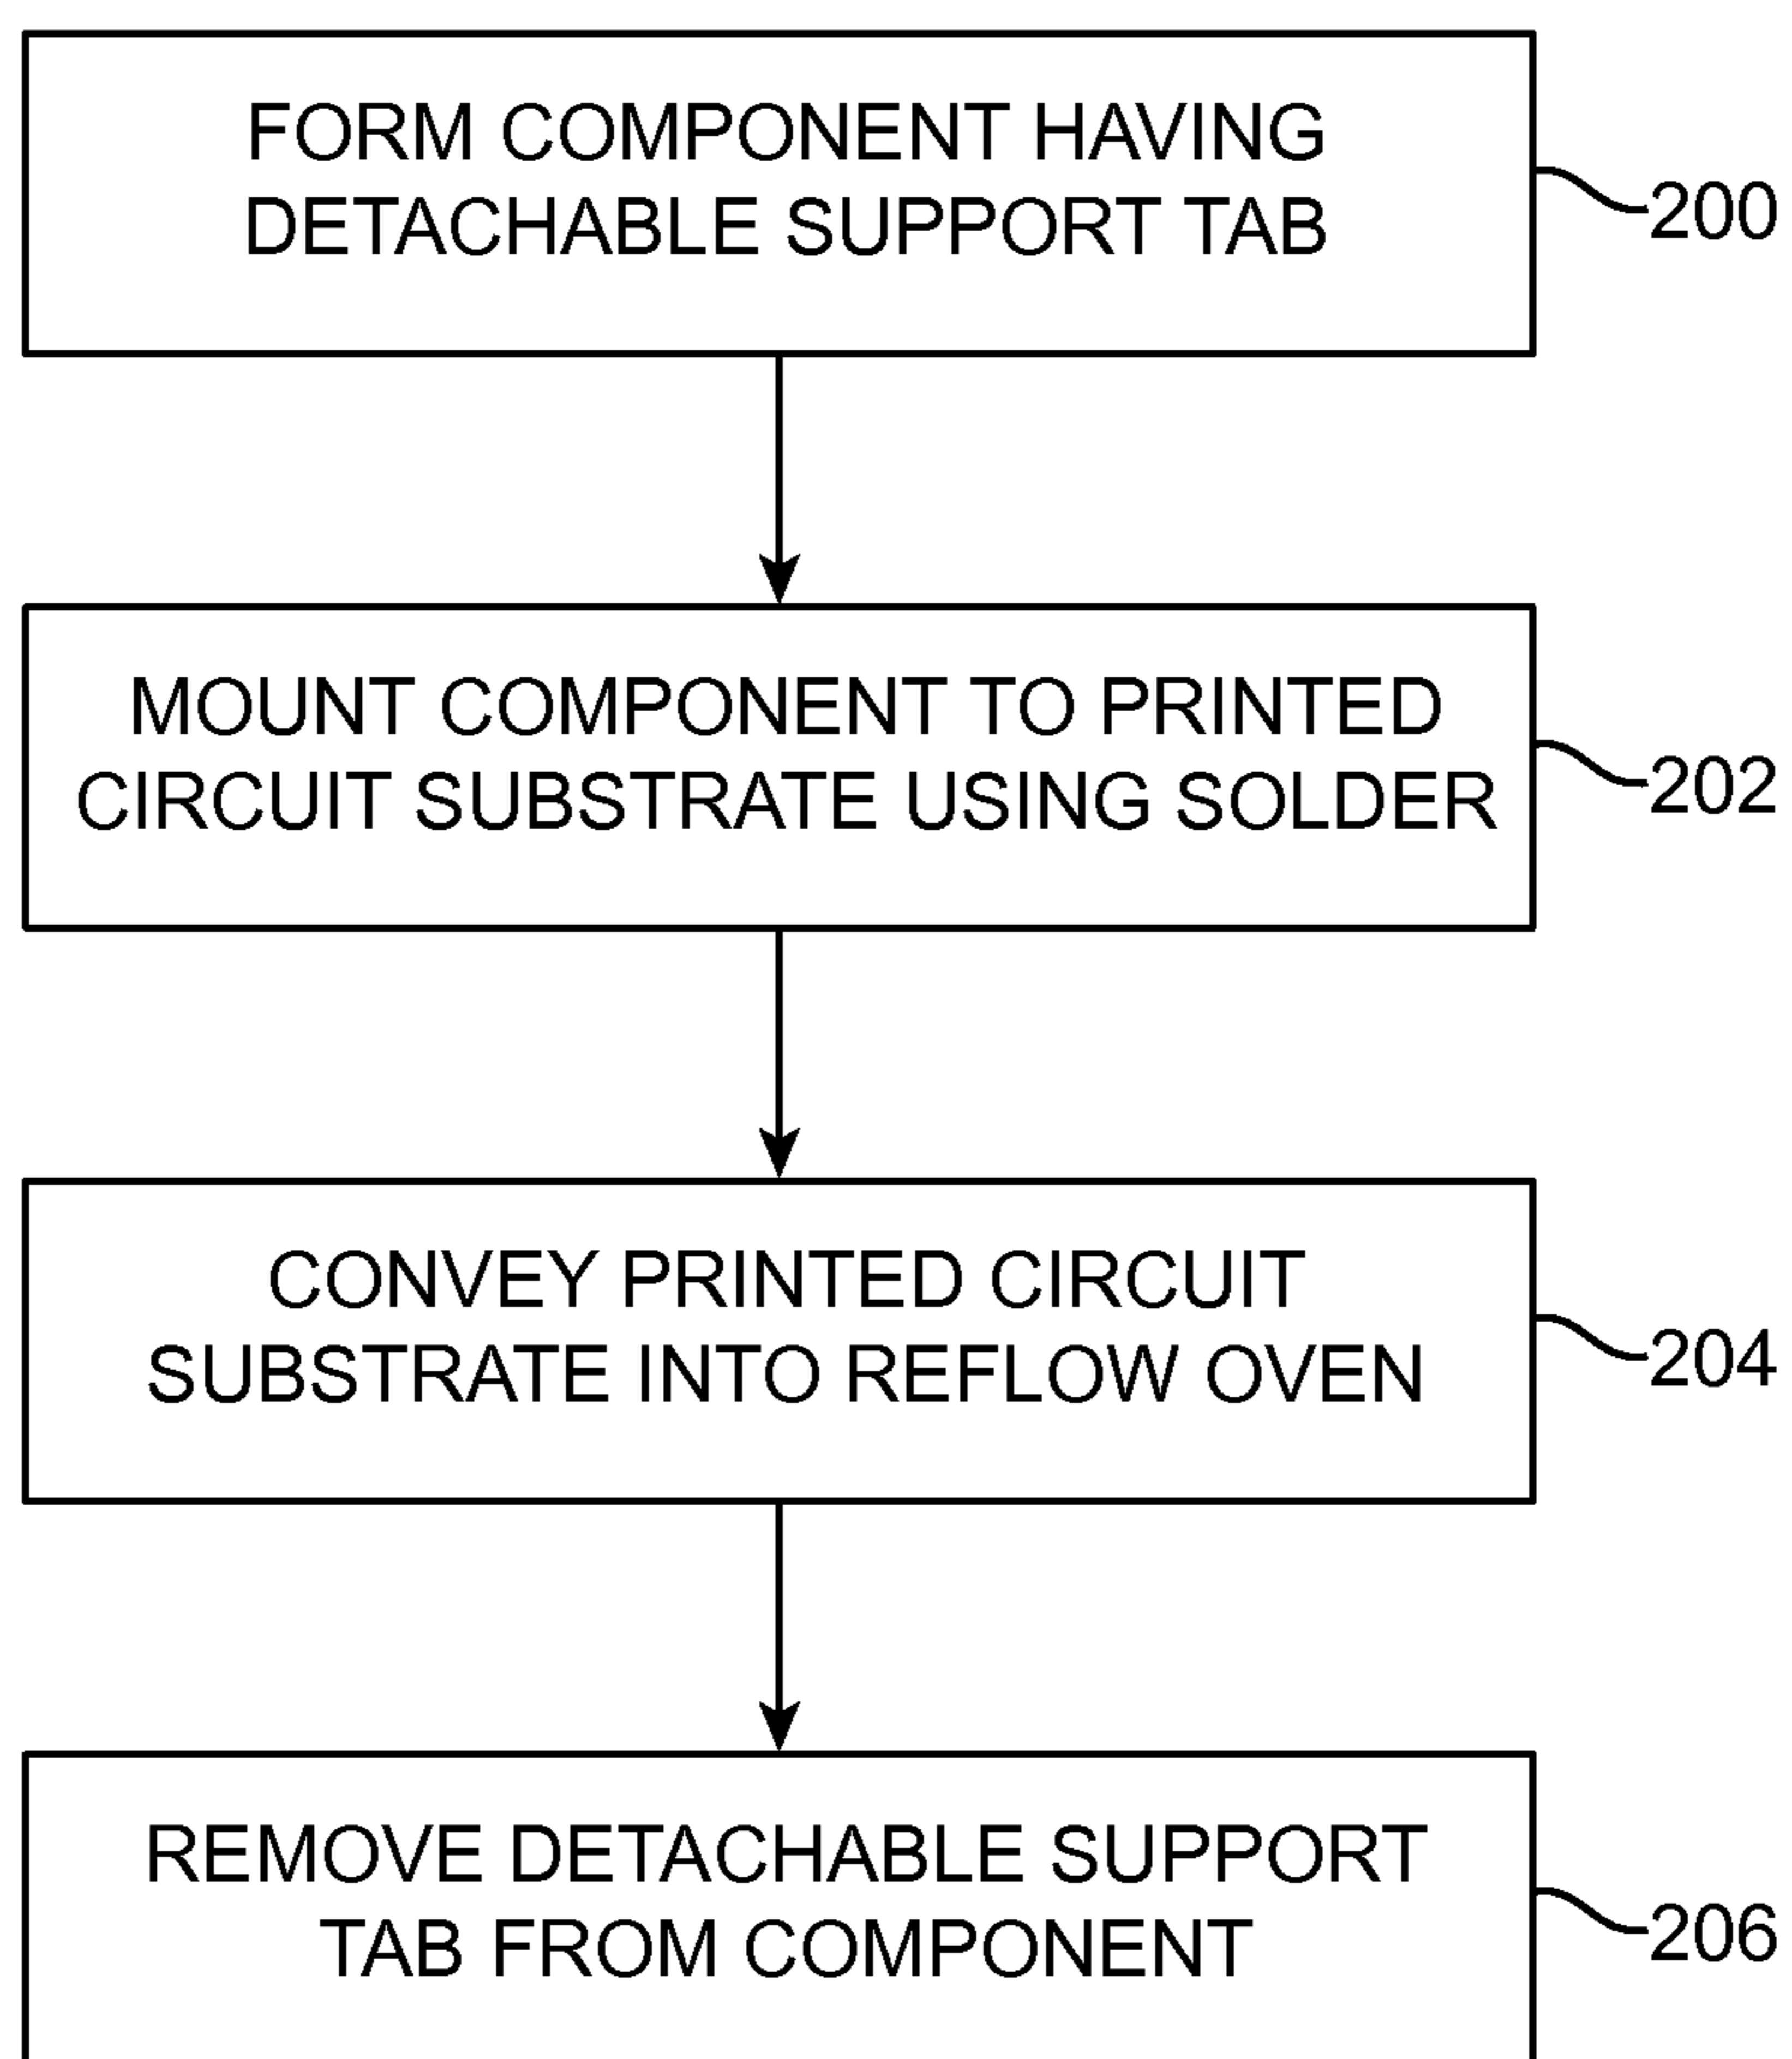 FORM COMPONENT HAVING
DETACHABLE SUPPORT TAB
200
MOUNT COMPONENT TO PRINTED
CIRCUIT SUBSTRATE USING SOLDER
202
CONVEY PRINTED CIRCUIT
SUBSTRATE INTO REFLOW OVEN
204
REMOVE DETACHABLE SUPPORT
TAB FROM COMPONENT
206